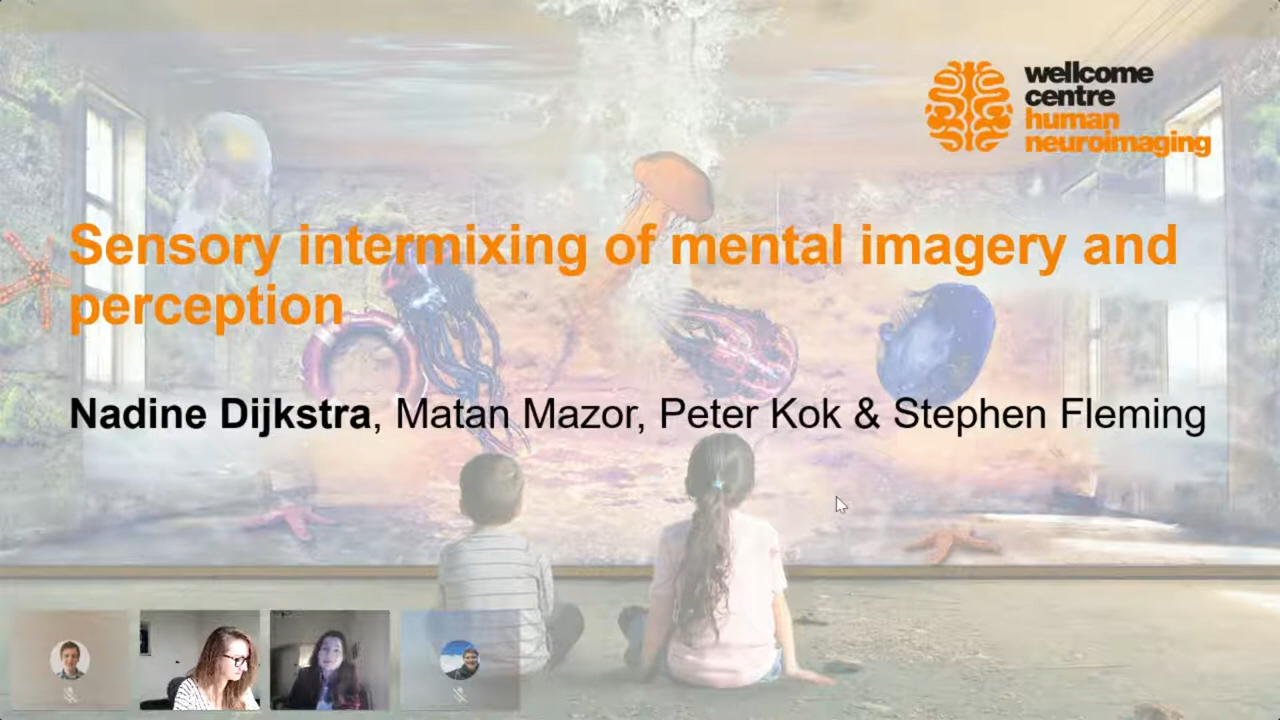 wellcome
centre
human
neuroimaging
Sensory intermixing of mental imagery and
perception
Nadine Dijkstra, Matan Mazor, Peter Kok & Stephen Fleming